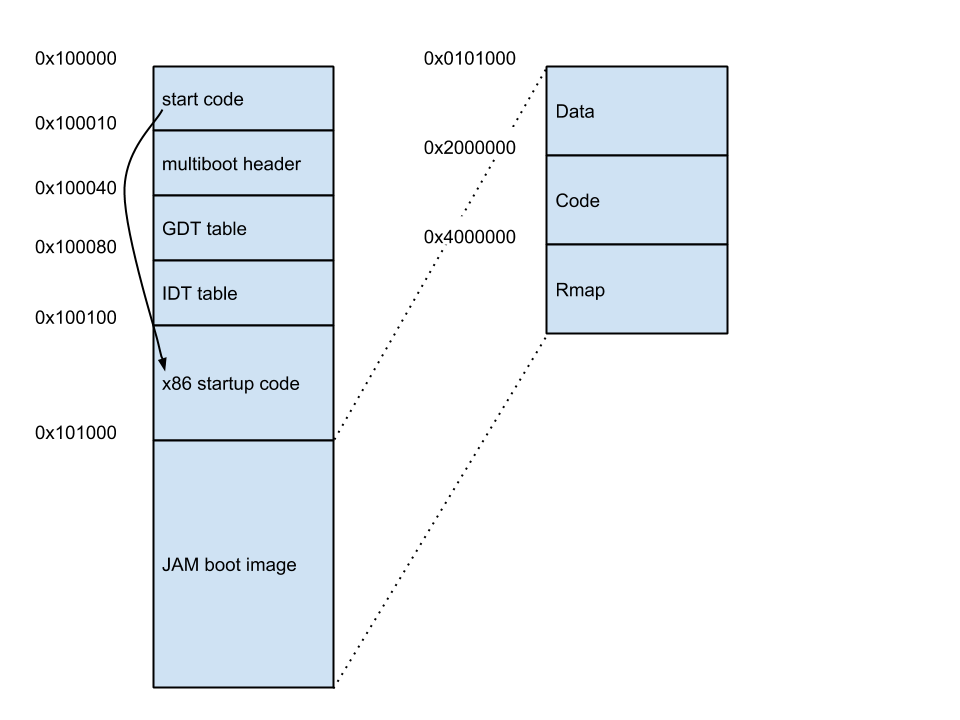 0x100000
start code
0x100010
multiboot header
0x100040
GDT table
0x100080
IDT table
0x100100
x86 startup code
0x101000
JAM boot image
0x0101000
Data
0x2000000
Code
0x4000000
Rmap